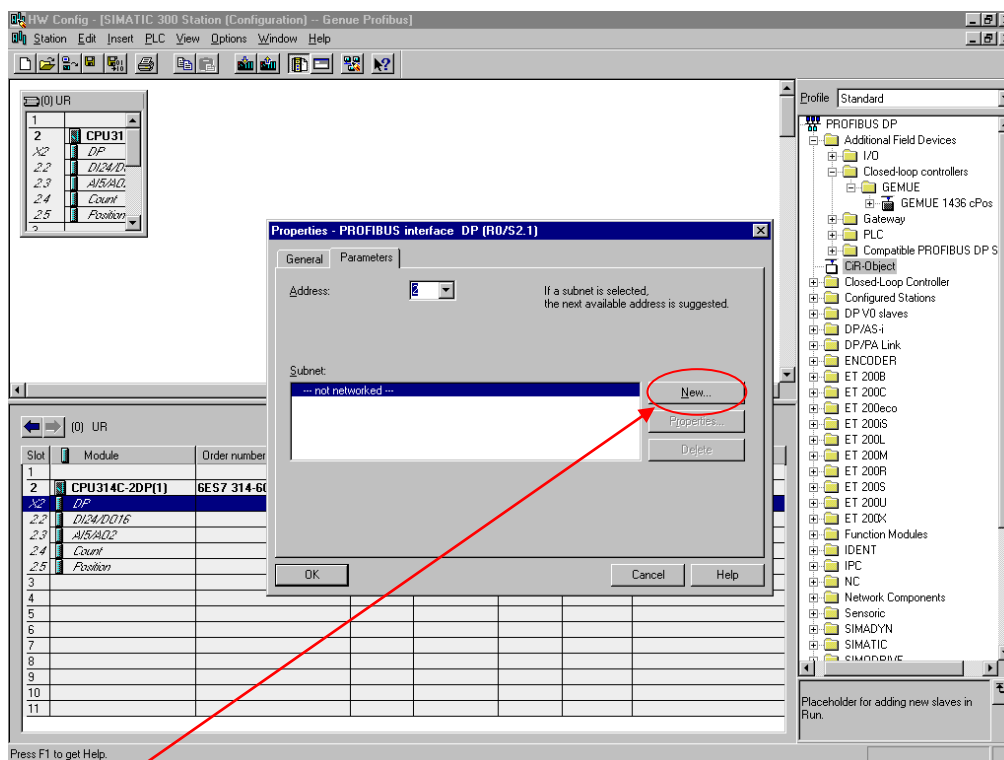 HW Config - [SIMATIC 300 Station (Configuration) -- Genue Profibus]
Station Edit Insert PLC View Options Window Help
(0) UR
1
2 CPU31
X2 DP
2.2 DI24/D
2.3 AI5/AO
2.4 Count
2.5 Position
3
Properties - PROFIBUS interface DP (R0/S2.1)
General Parameters
Address: 2
If a subnet is selected,
the next available address is suggested.
Subnet:
--- not networked ---
New...
Properties...
Delete
OK Cancel Help
(0) UR
Slot Module Order number
1
2 CPU314C-2DP(1) 6ES7 314-6C
X2 DP
2.2 DI24/DO16
2.3 AI5/AO2
2.4 Count
2.5 Position
3
4
5
6
7
8
9
10
11
Press F1 to get Help.
Profile Standard
PROFIBUS DP
Additional Field Devices
I/O
Closed-loop controllers
GEMUE
GEMUE 1436 cPos
Gateway
PLC
Compatible PROFIBUS DP S
CiR-Object
Closed-Loop Controller
Configured Stations
DP V0 slaves
DP/AS-i
DP/PA Link
ENCODER
ET 200B
ET 200C
ET 200eco
ET 200iS
ET 200L
ET 200M
ET 200R
ET 200S
ET 200U
ET 200X
Function Modules
IDENT
IPC
NC
Network Components
Sensoric
SIMADYN
SIMATIC
SIMODRIVE
Placeholder for adding new slaves in
Run.